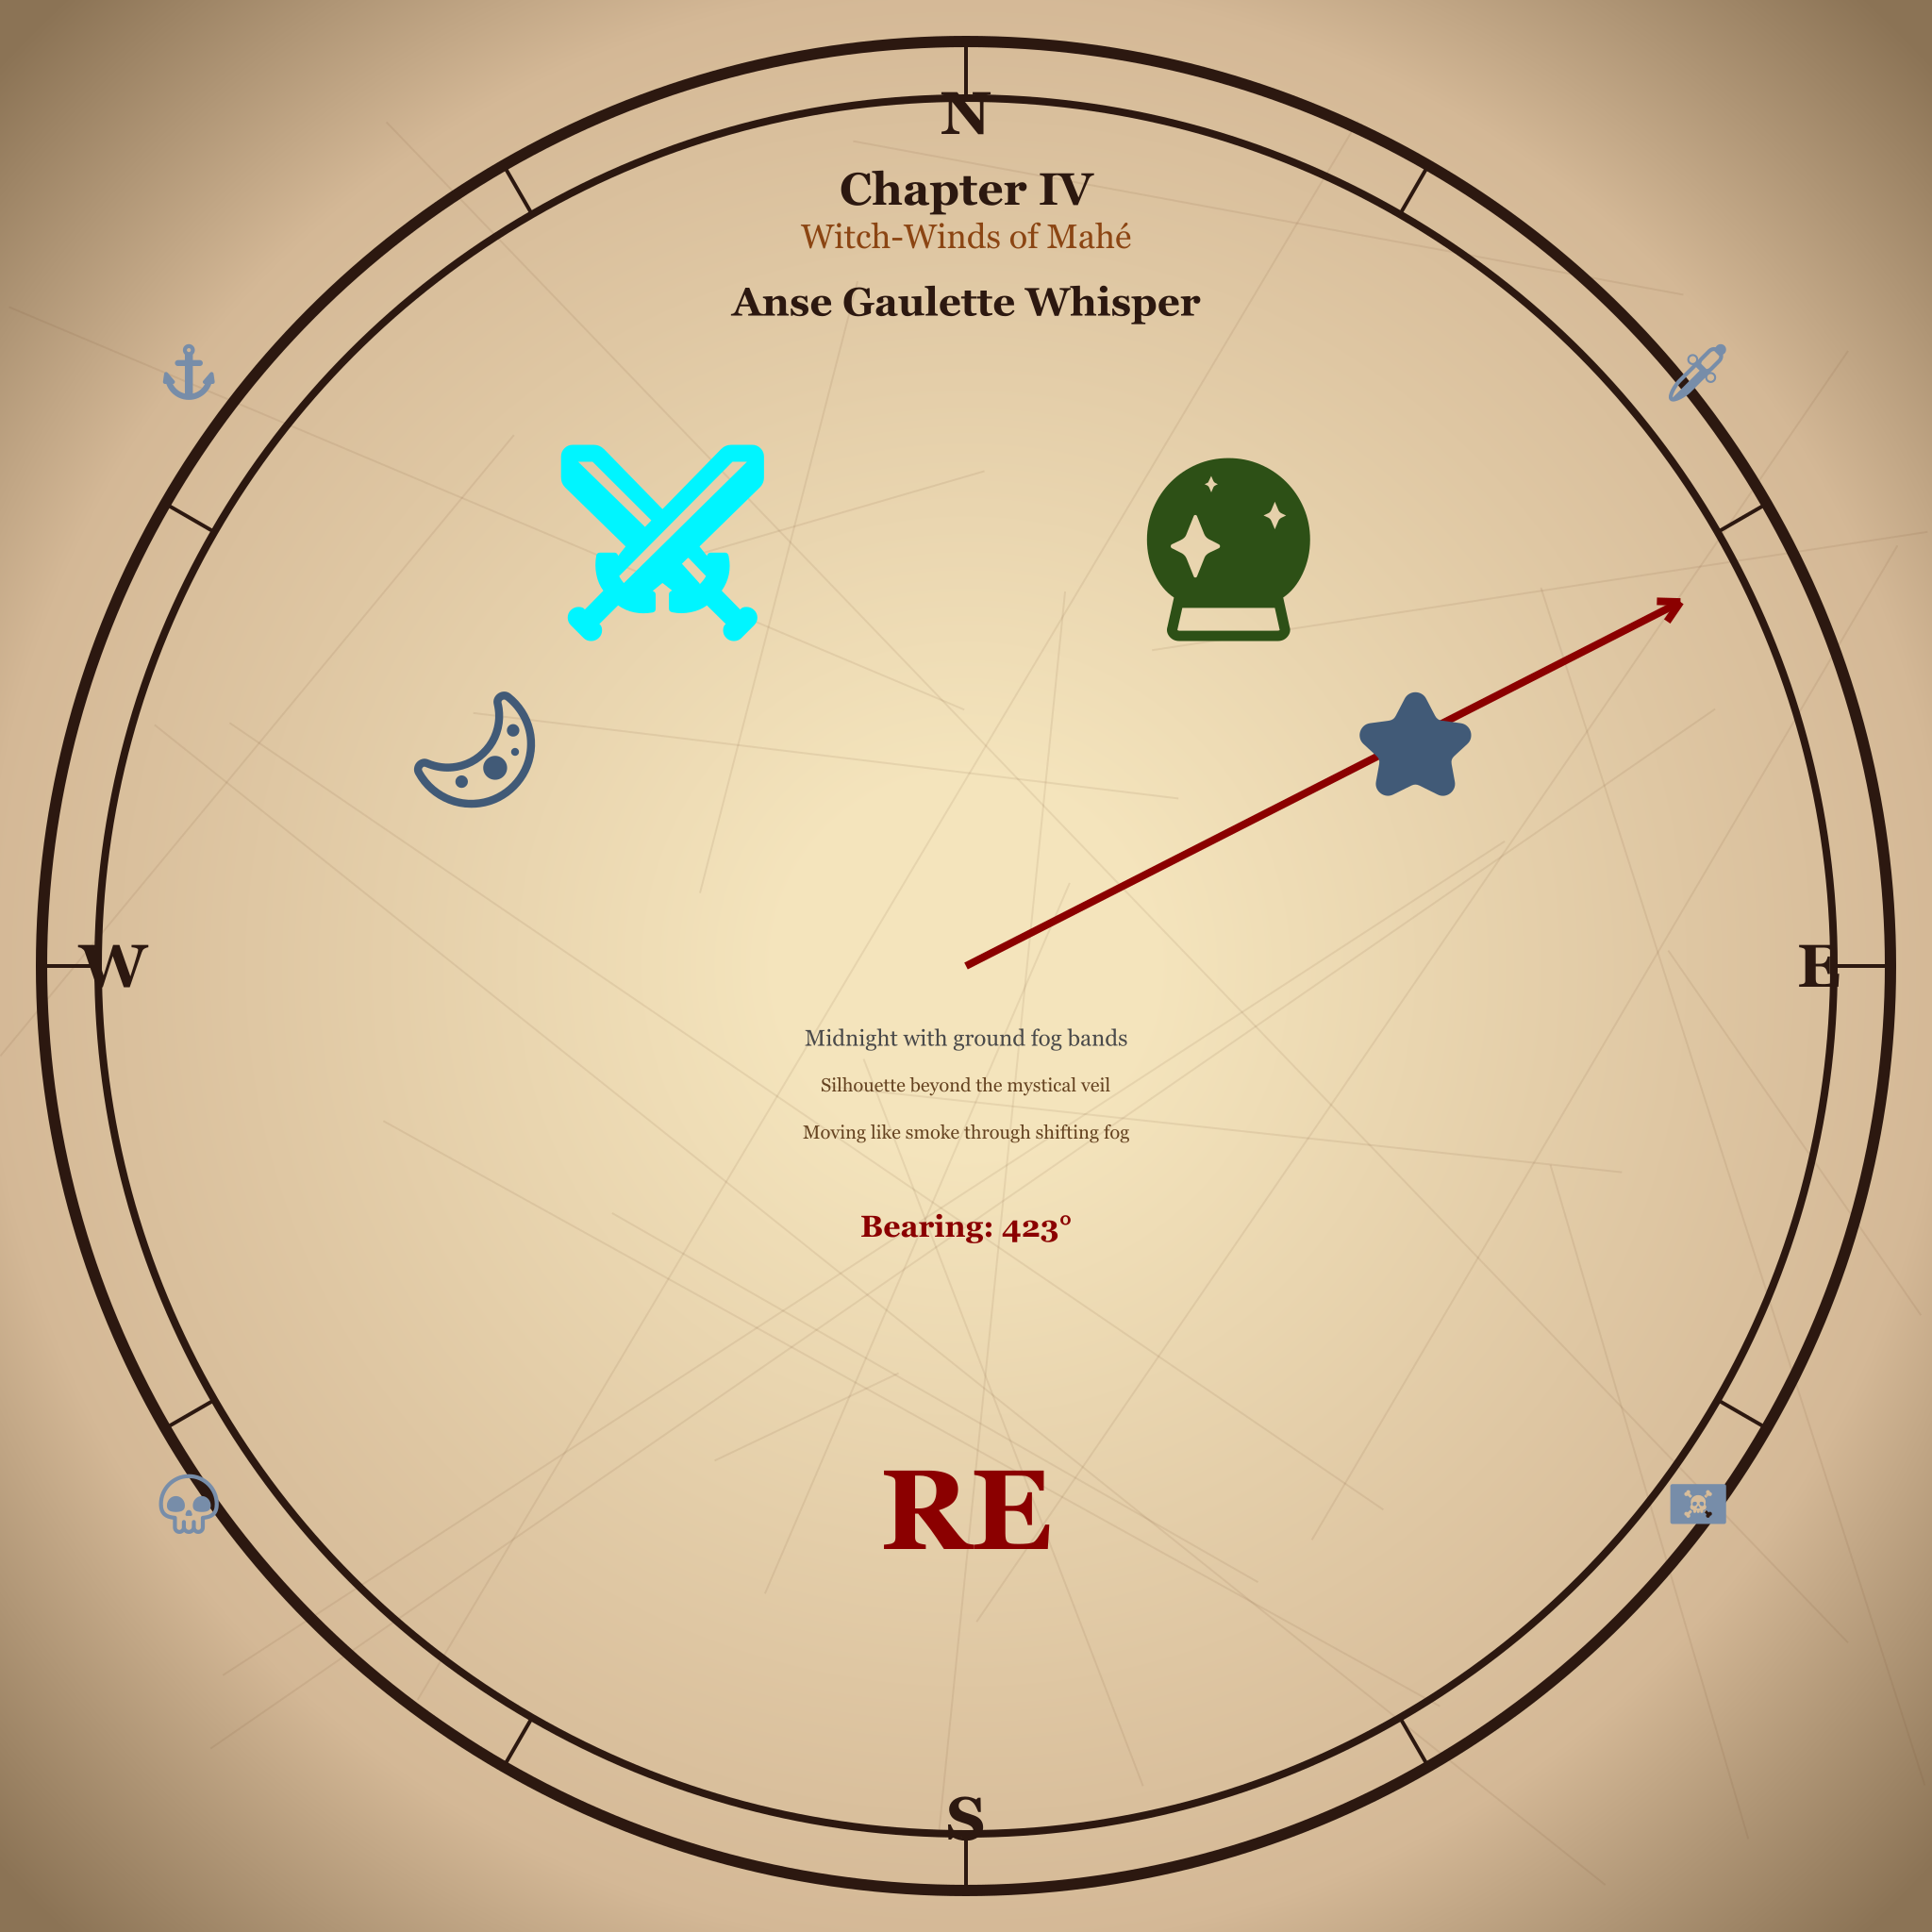 N
Chapter IV
Witch-Winds of Mahé
Anse Gaulette Whisper
W
E
Midnight with ground fog bands
Silhouette beyond the mystical veil
Moving like smoke through shifting fog
Bearing: 423°
RE
S